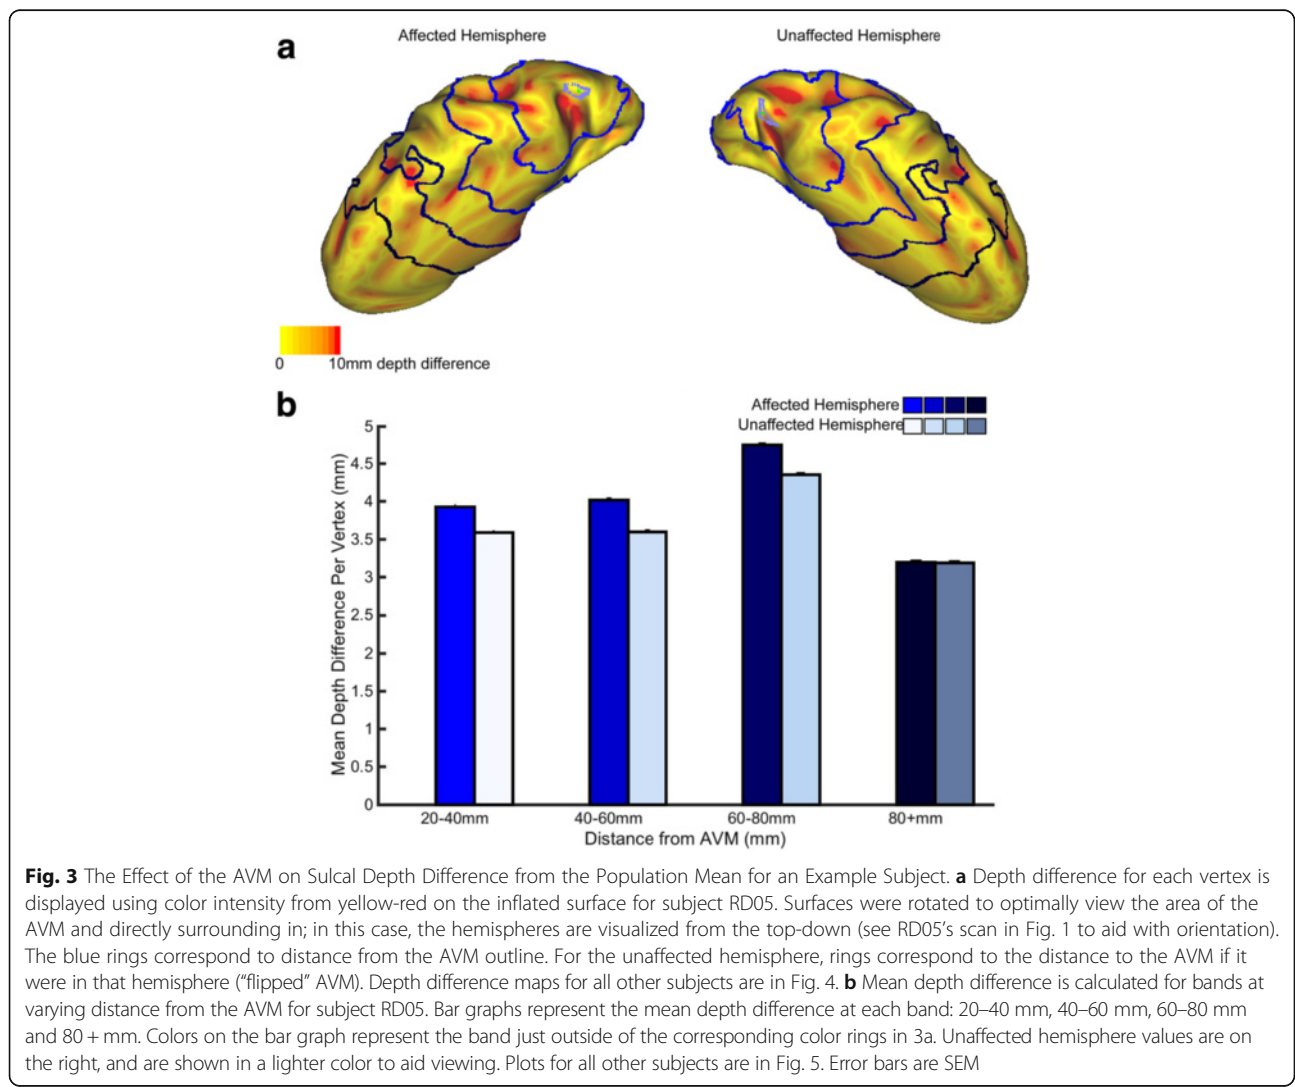 a
Affected Hemisphere
Unaffected Hemisphere
0
10mm depth difference
b
Affected Hemisphere
Unaffected Hemisphere
5
4.5
4
3.5
3
2.5
2
1.5
1
0.5
0
Mean Depth Difference Per Vertex (mm)
20-40mm
40-60mm
60-80mm
80+mm
Distance from AVM (mm)
Fig. 3 The Effect of the AVM on Sulcal Depth Difference from the Population Mean for an Example Subject. a Depth difference for each vertex is
displayed using color intensity from yellow-red on the inflated surface for subject RD05. Surfaces were rotated to optimally view the area of the
AVM and directly surrounding in; in this case, the hemispheres are visualized from the top-down (see RD05's scan in Fig. 1 to aid with orientation).
The blue rings correspond to distance from the AVM outline. For the unaffected hemisphere, rings correspond to the distance to the AVM if it
were in that hemisphere (“flipped” AVM). Depth difference maps for all other subjects are in Fig. 4. b Mean depth difference is calculated for bands at
varying distance from the AVM for subject RD05. Bar graphs represent the mean depth difference at each band: 20–40 mm, 40–60 mm, 60–80 mm
and 80 + mm. Colors on the bar graph represent the band just outside of the corresponding color rings in 3a. Unaffected hemisphere values are on
the right, and are shown in a lighter color to aid viewing. Plots for all other subjects are in Fig. 5. Error bars are SEM